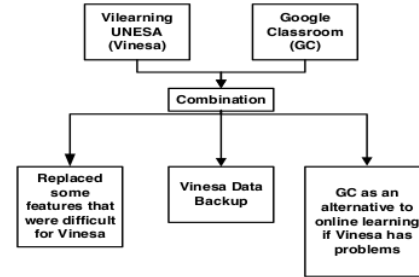 Vilearning
UNESA
(Vinesa)
Google
Classroom
(GC)
Combination
Replaced
some
features that
were difficult
for Vinesa
Vinesa Data
Backup
GC as an
alternative to
online learning
if Vinesa has
problems